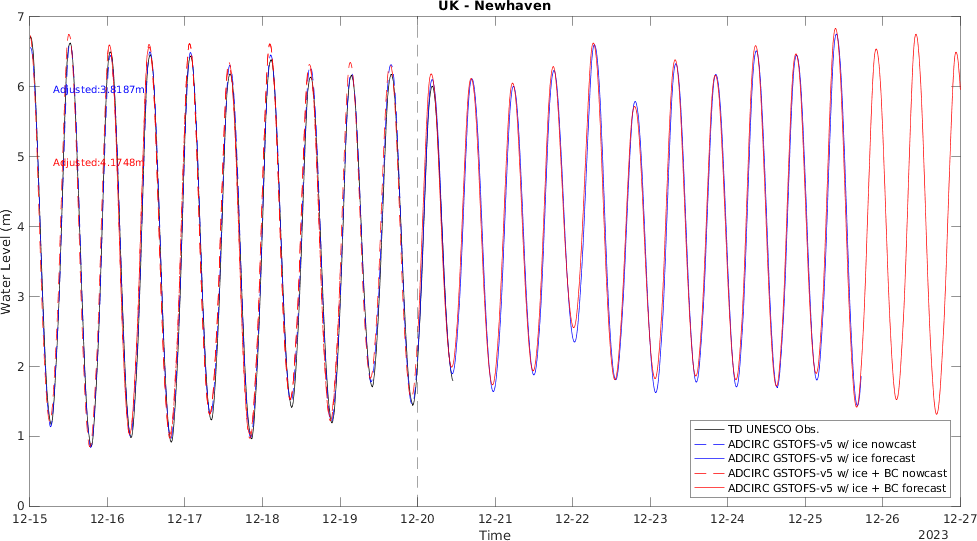 UK - Newhaven
7
6
5
4
3
2
1
0
Water Level (m)
Adjusted:3.8187m
Adjusted:4.1748m
TD UNESCO Obs.
ADCIRC GSTOFS-v5 w/ ice nowcast
ADCIRC GSTOFS-v5 w/ ice forecast
ADCIRC GSTOFS-v5 w/ ice + BC nowcast
ADCIRC GSTOFS-v5 w/ ice + BC forecast
12-15 12-16 12-17 12-18 12-19 12-20 12-21 12-22 12-23 12-24 12-25 12-26 12-27
Time
2023